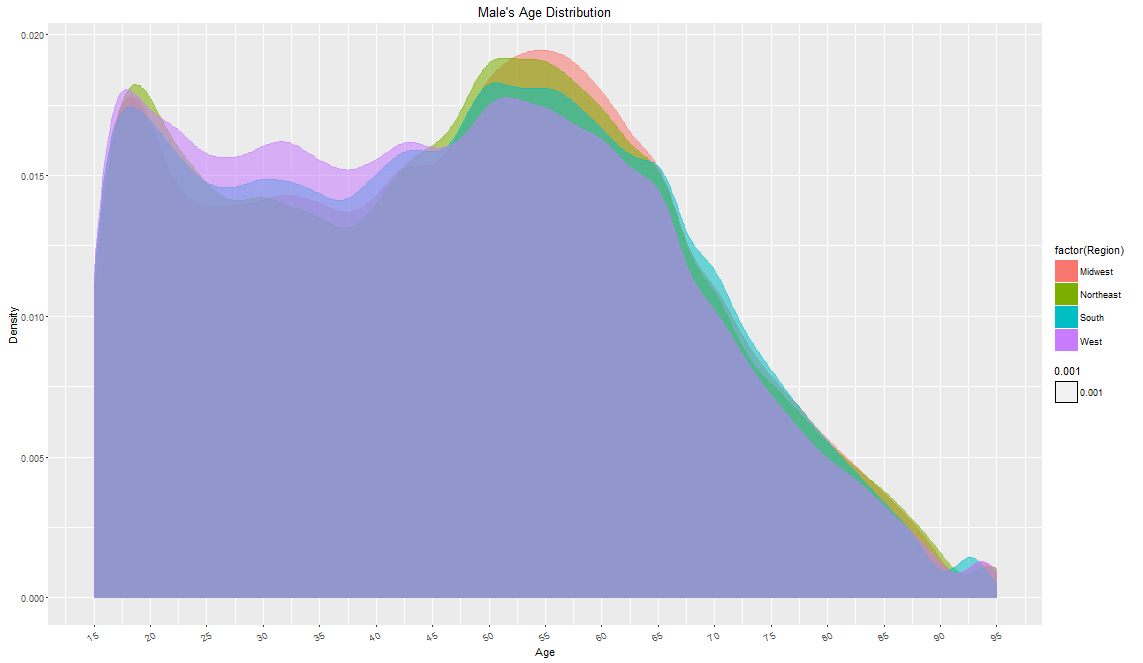 Male's Age Distribution
0.020
0.015
0.010
0.005
0.000
Density
15 20 25 30 35 40 45 50 55 60 65 70 75 80 85 90 95
Age
factor(Region)
Midwest
Northeast
South
West
0.001
0.001